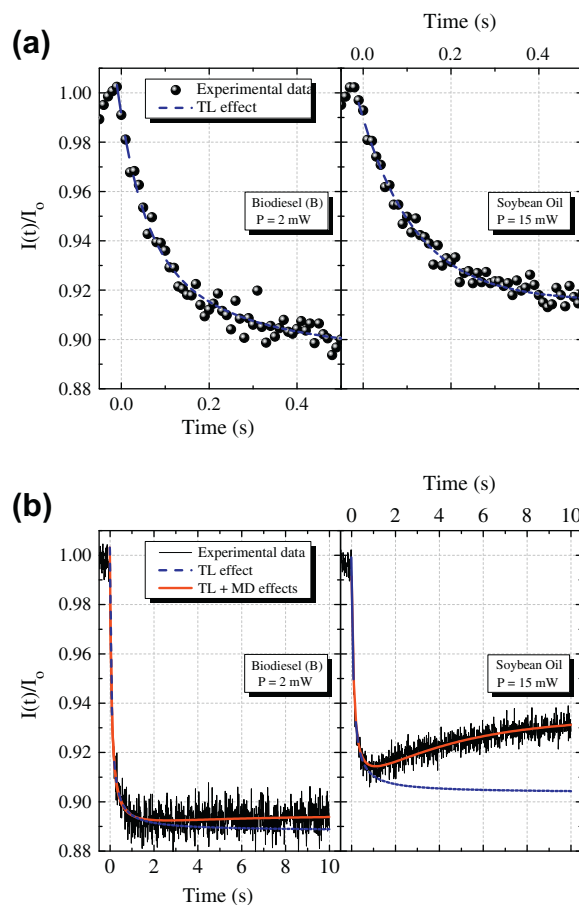 (a)
Time (s)
0.0 0.2 0.4
Experimental data
TL effect
1.00
0.98
0.96
0.94
0.92
0.90
0.88
I(t)/I₀
Biodiesel (B)
P = 2 mW
Soybean Oil
P = 15 mW
0.0 0.2 0.4
Time (s)
(b)
Time (s)
0 2 4 6 8 10
Experimental data
TL effect
TL + MD effects
1.00
0.98
0.96
0.94
0.92
0.90
0.88
I(t)/I₀
Biodiesel (B)
P = 2 mW
Soybean Oil
P = 15 mW
0 2 4 6 8 10
Time (s)